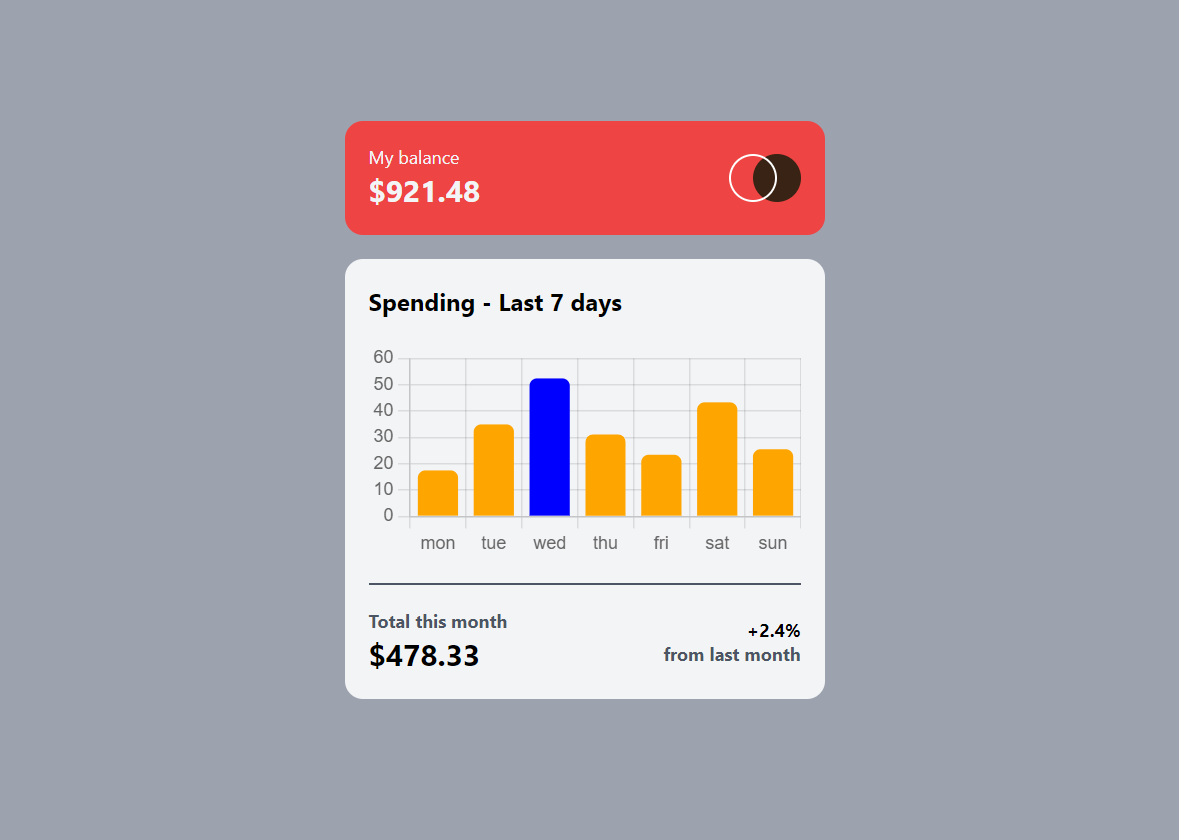 My balance
$921.48
Spending - Last 7 days
60
50
40
30
20
10
0
mon tue wed thu fri sat sun
Total this month
$478.33
+2.4%
from last month